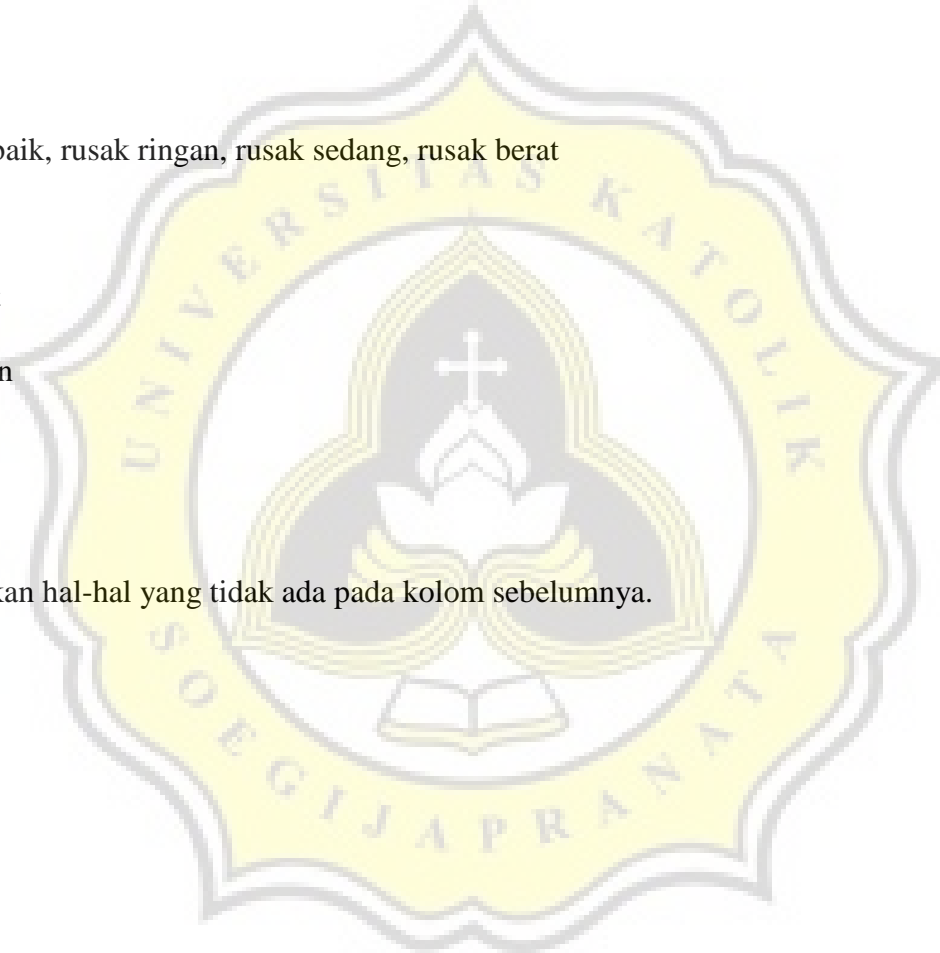 baik, rusak ringan, rusak sedang, rusak berat
n
kan hal-hal yang tidak ada pada kolom sebelumnya.
UNIVERSITAS KATOLIK
SOEGIJAPRANATA